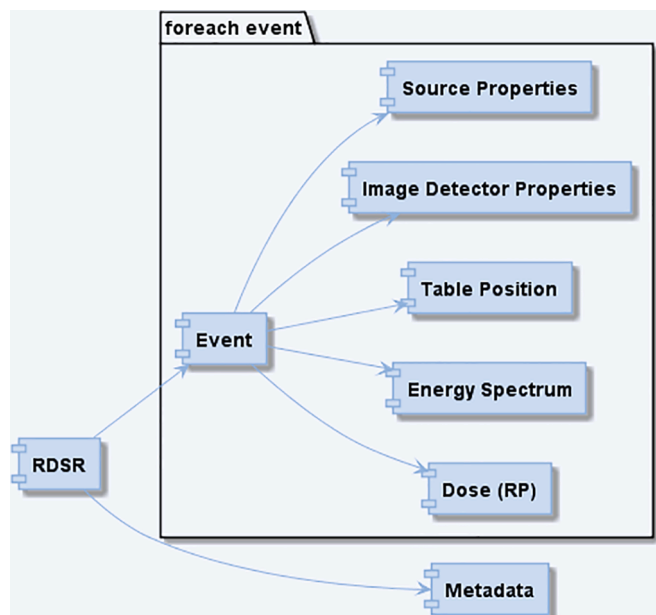 foreach event
Source Properties
Image Detector Properties
Table Position
Event
Energy Spectrum
RDSR
Dose (RP)
Metadata